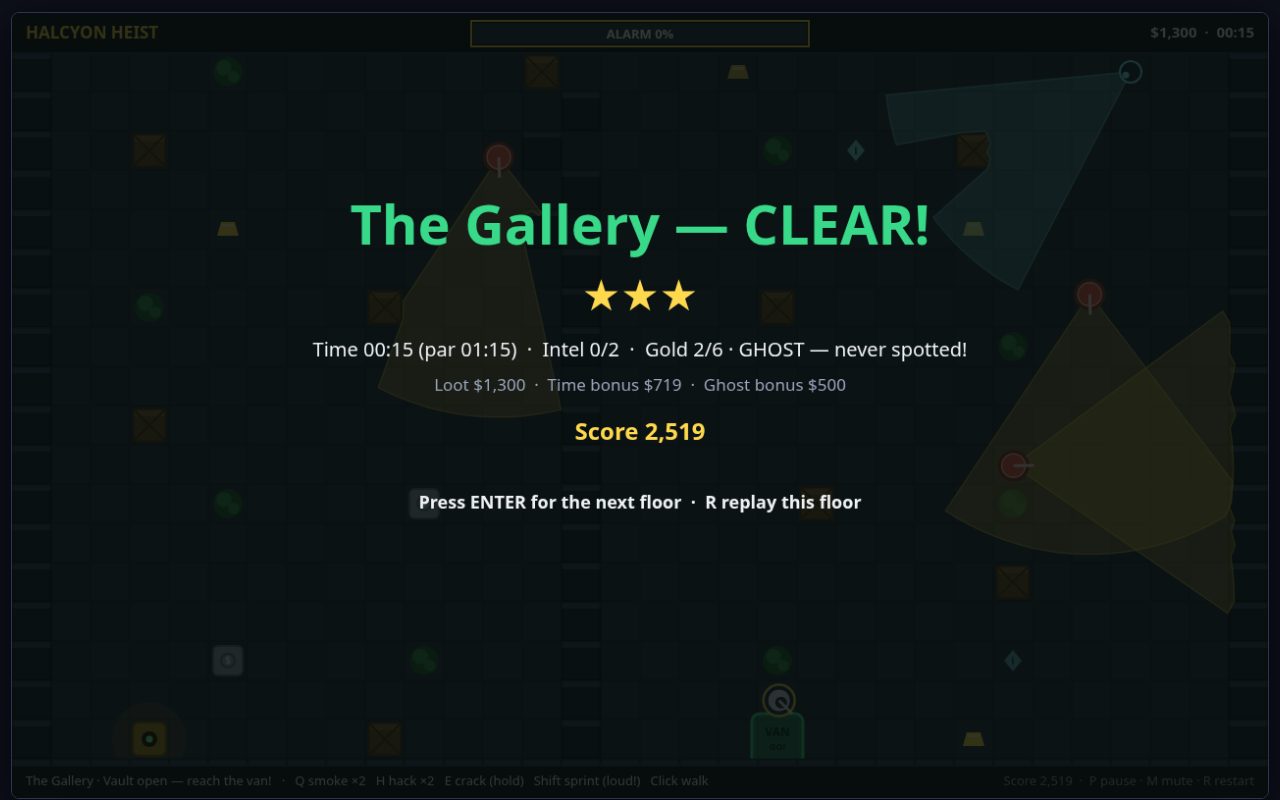 HALCYON HEIST
ALARM 0%
$1,300 · 00:15
The Gallery — CLEAR!
★★★
Time 00:15 (par 01:15) · Intel 0/2 · Gold 2/6 · GHOST — never spotted!
Loot $1,300 · Time bonus $719 · Ghost bonus $500
Score 2,519
Press ENTER for the next floor · R replay this floor
VAN
GO!
The Gallery · Vault open — reach the van! · Q smoke ×2 H hack ×2 E crack (hold) Shift sprint (loud!) Click walk
Score 2,519 · P pause · M mute · R restart